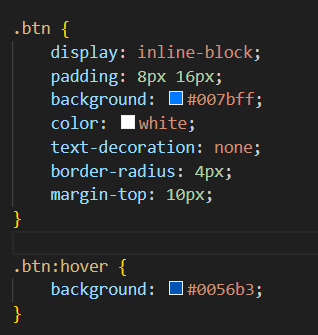 .btn {
    display: inline-block;
    padding: 8px 16px;
    background: #007bff;
    color: white;
    text-decoration: none;
    border-radius: 4px;
    margin-top: 10px;
}

.btn:hover {
    background: #0056b3;
}